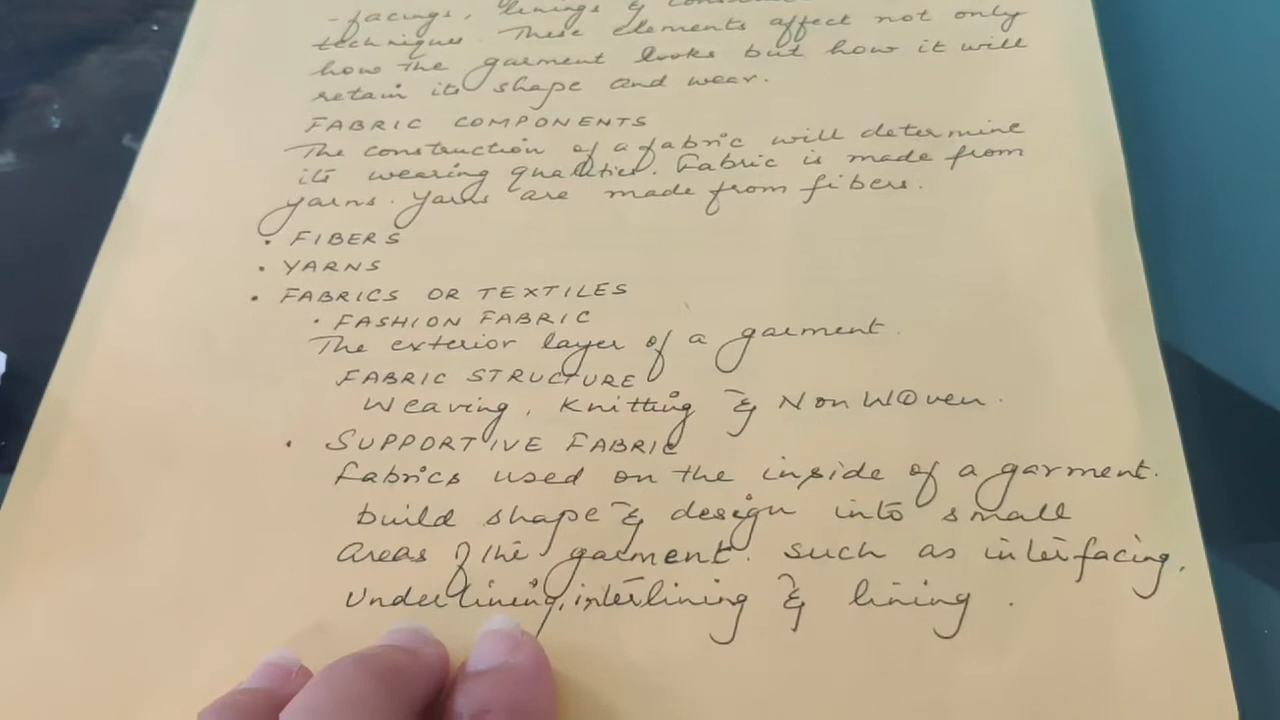 - facings, linings &
techniques. These elements affect not only
how the garment looks but how it will
retain its shape and wear.
FABRIC COMPONENTS
The construction of a fabric will determine
its wearing qualities. Fabric is made from
yarns. Yarns are made from fibers.
• FIBERS
• YARNS
• FABRICS OR TEXTILES
• FASHION FABRIC
The exterior layer of a garment.
FABRIC STRUCTURE
Weaving, Knitting & Non Woven.
• SUPPORTIVE FABRIC
Fabrics used on the inside of a garment.
build shape & design into small
areas of the garment. such as interfacing,
Underlining, interlining & lining.